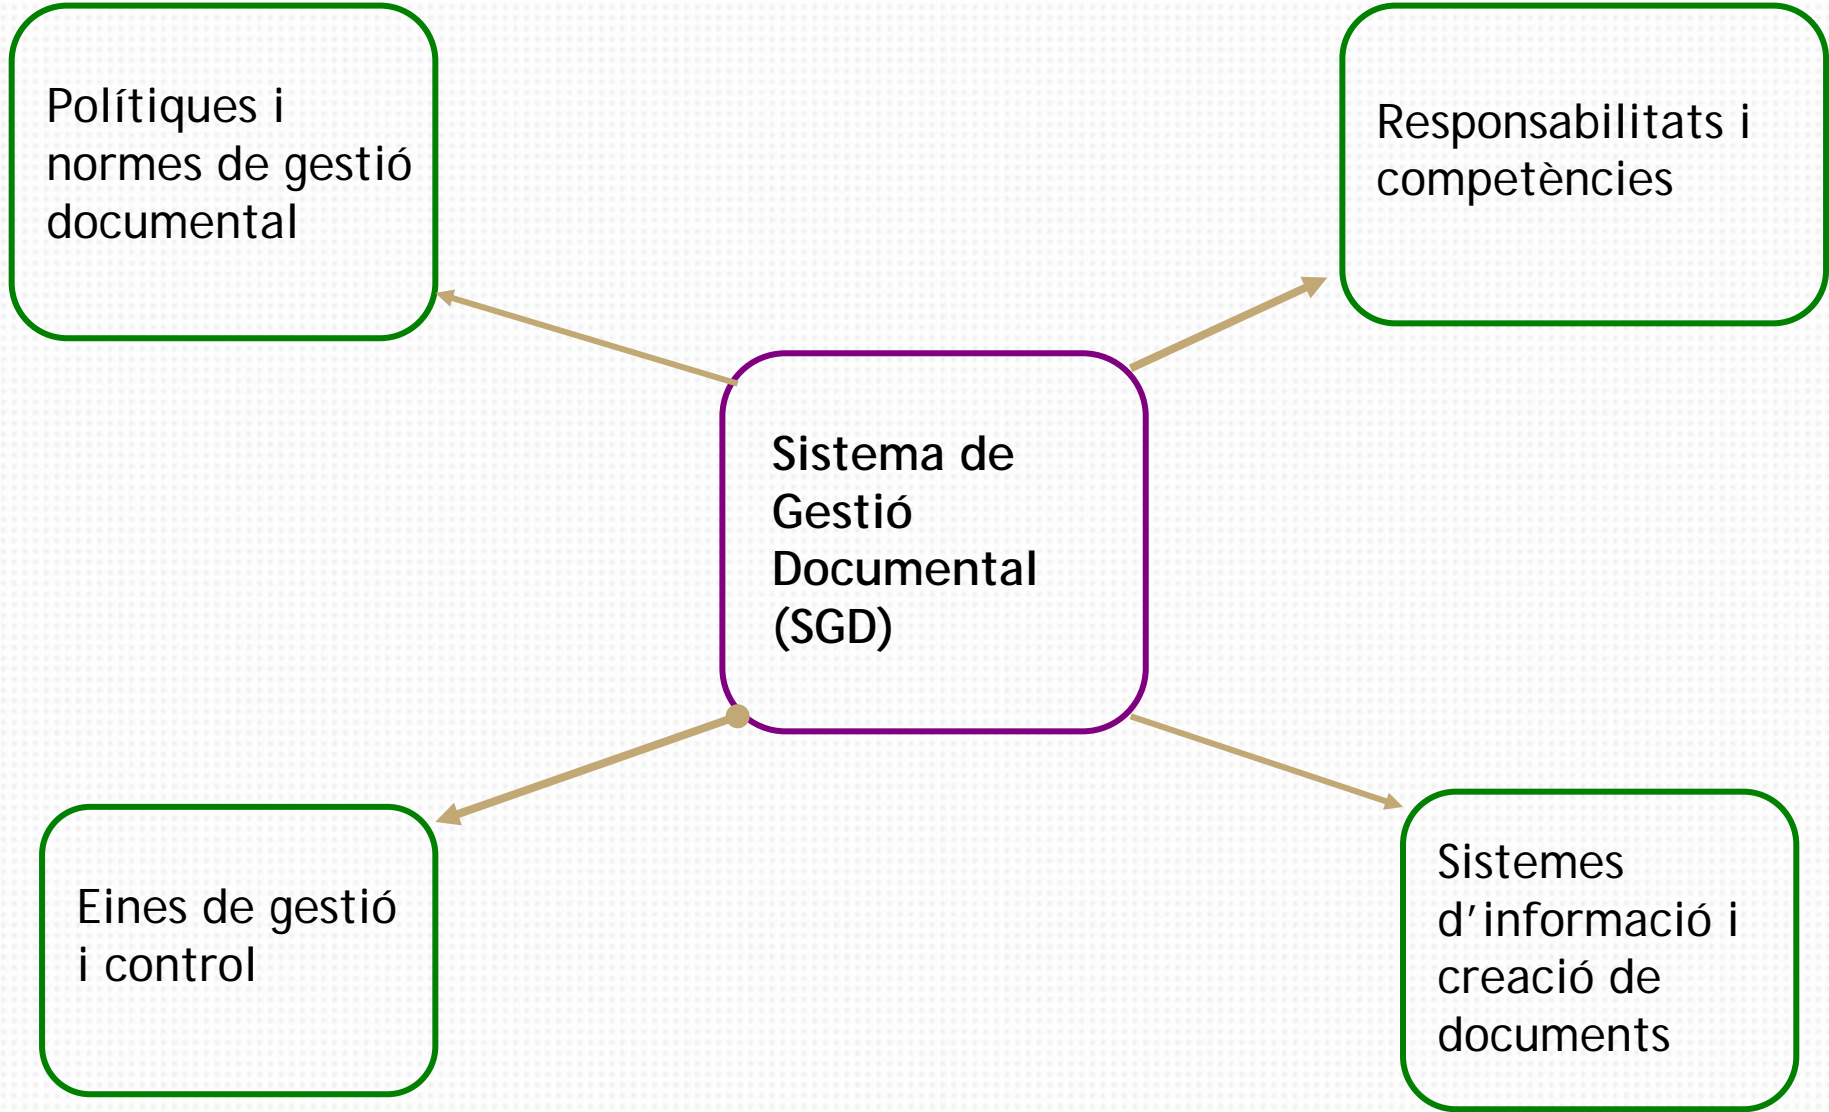 Polítiques i
normes de gestió
documental
Responsabilitats i
competències
Sistema de
Gestió
Documental
(SGD)
Eines de gestió
i control
Sistemes
d’informació i
creació de
documents